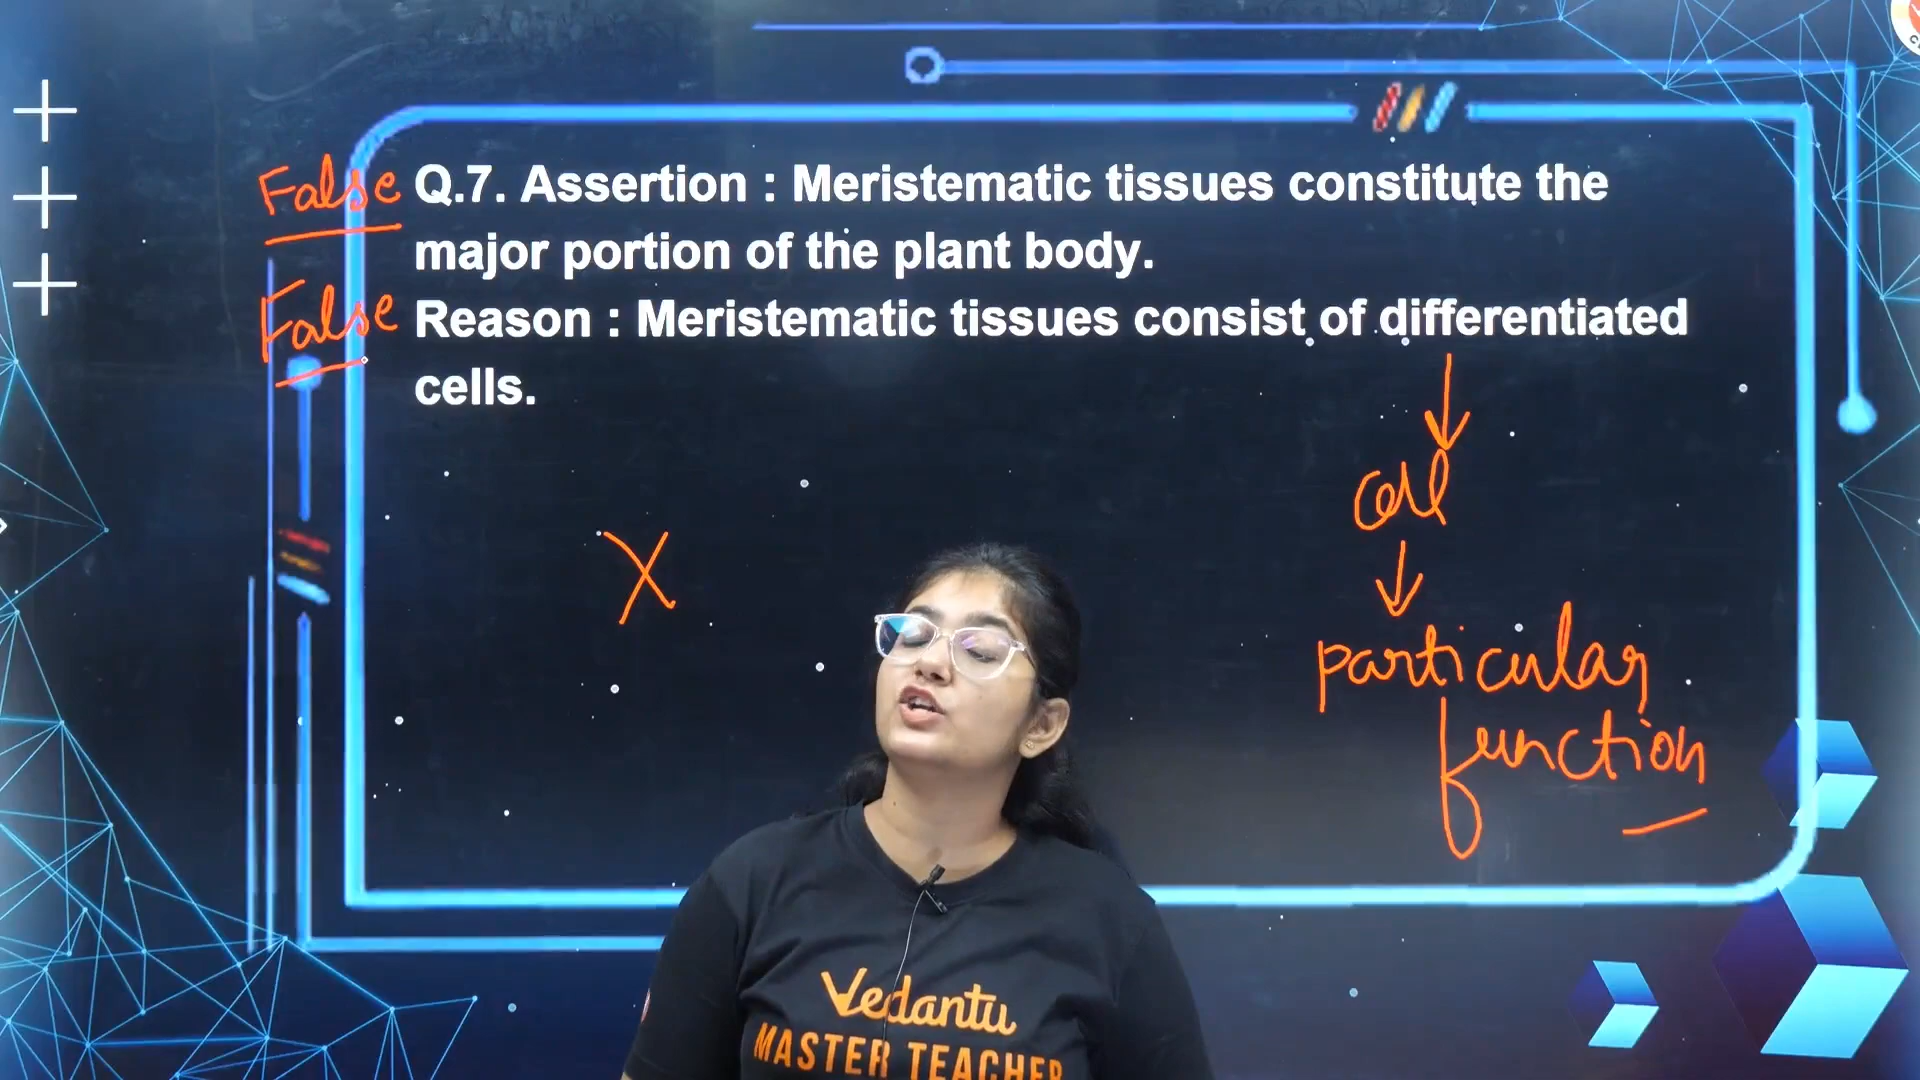 False Q.7. Assertion : Meristematic tissues constitute the
major portion of the plant body.
False Reason : Meristematic tissues consist of differentiated
cells.
cell
X
particular
function
Vedantu
MASTER TEACHER